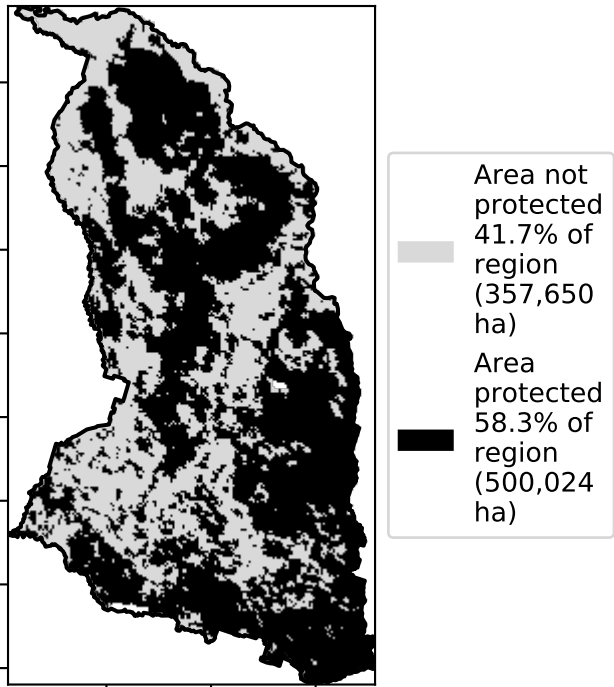 Area not
protected
41.7% of
region
(357,650
ha)
Area
protected
58.3% of
region
(500,024
ha)